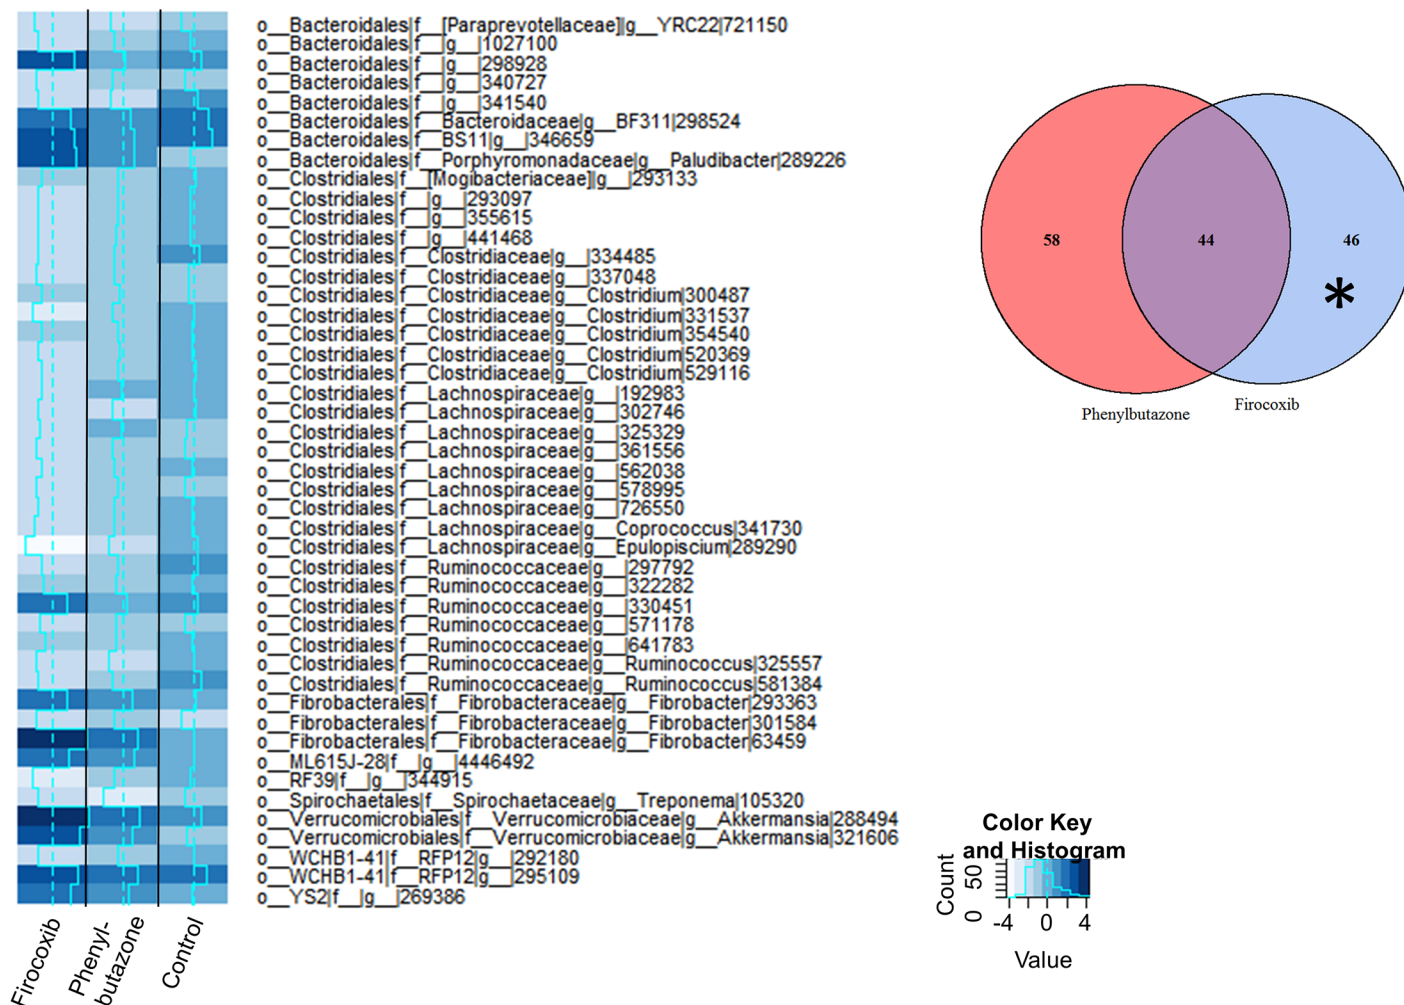 o__Bacteroidales|f__[Paraprevotellaceae]|g__YRC22|721150
o__Bacteroidales|f__|g__|1027100
o__Bacteroidales|f__|g__|298928
o__Bacteroidales|f__|g__|340727
o__Bacteroidales|f__|g__|341540
o__Bacteroidales|f__Bacteroidaceae|g__BF311|298524
o__Bacteroidales|f__BS11|g__|346659
o__Bacteroidales|f__Porphyromonadaceae|g__Paludibacter|289226
o__Clostridiales|f__[Mogibacteriaceae]|g__|293133
o__Clostridiales|f__|g__|293097
o__Clostridiales|f__|g__|355615
o__Clostridiales|f__|g__|441468
o__Clostridiales|f__Clostridiaceae|g__|334485
o__Clostridiales|f__Clostridiaceae|g__|337048
o__Clostridiales|f__Clostridiaceae|g__Clostridium|300487
o__Clostridiales|f__Clostridiaceae|g__Clostridium|331537
o__Clostridiales|f__Clostridiaceae|g__Clostridium|354540
o__Clostridiales|f__Clostridiaceae|g__Clostridium|520369
o__Clostridiales|f__Clostridiaceae|g__Clostridium|529116
o__Clostridiales|f__Lachnospiraceae|g__|192983
o__Clostridiales|f__Lachnospiraceae|g__|302746
o__Clostridiales|f__Lachnospiraceae|g__|325329
o__Clostridiales|f__Lachnospiraceae|g__|361556
o__Clostridiales|f__Lachnospiraceae|g__|562038
o__Clostridiales|f__Lachnospiraceae|g__|578995
o__Clostridiales|f__Lachnospiraceae|g__|726550
o__Clostridiales|f__Lachnospiraceae|g__Coprococcus|341730
o__Clostridiales|f__Lachnospiraceae|g__Epulopiscium|289290
o__Clostridiales|f__Ruminococcaceae|g__|297792
o__Clostridiales|f__Ruminococcaceae|g__|322282
o__Clostridiales|f__Ruminococcaceae|g__|330451
o__Clostridiales|f__Ruminococcaceae|g__|571178
o__Clostridiales|f__Ruminococcaceae|g__|641783
o__Clostridiales|f__Ruminococcaceae|g__Ruminococcus|325557
o__Clostridiales|f__Ruminococcaceae|g__Ruminococcus|581384
o__Fibrobacterales|f__Fibrobacteraceae|g__Fibrobacter|293363
o__Fibrobacterales|f__Fibrobacteraceae|g__Fibrobacter|301584
o__Fibrobacterales|f__Fibrobacteraceae|g__Fibrobacter|63459
o__ML615J-28|f__|g__|4446492
o__RF39|f__|g__|344915
o__Spirochaetales|f__Spirochaetaceae|g__Treponema|105320
o__Verrucomicrobiales|f__Verrucomicrobiaceae|g__Akkermansia|288494
o__Verrucomicrobiales|f__Verrucomicrobiaceae|g__Akkermansia|321606
o__WCHB1-41|f__RFP12|g__|292180
o__WCHB1-41|f__RFP12|g__|295109
o__YS2|f__|g__|269386
Firocoxib
Phenyl-
butazone
Control
58
44
46
*
Phenylbutazone
Firocoxib
Color Key
and Histogram
Count
0 50
-4 0 4
Value